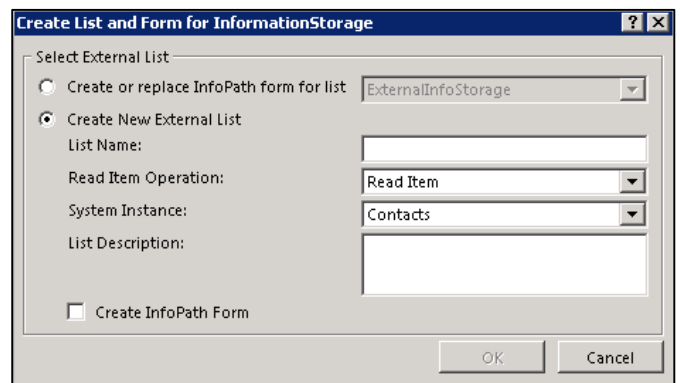 Create List and Form for InformationStorage
Select External List
Create or replace InfoPath form for list ExternalInfoStorage
Create New External List
List Name:
Read Item Operation: Read Item
System Instance: Contacts
List Description:
Create InfoPath Form
OK Cancel